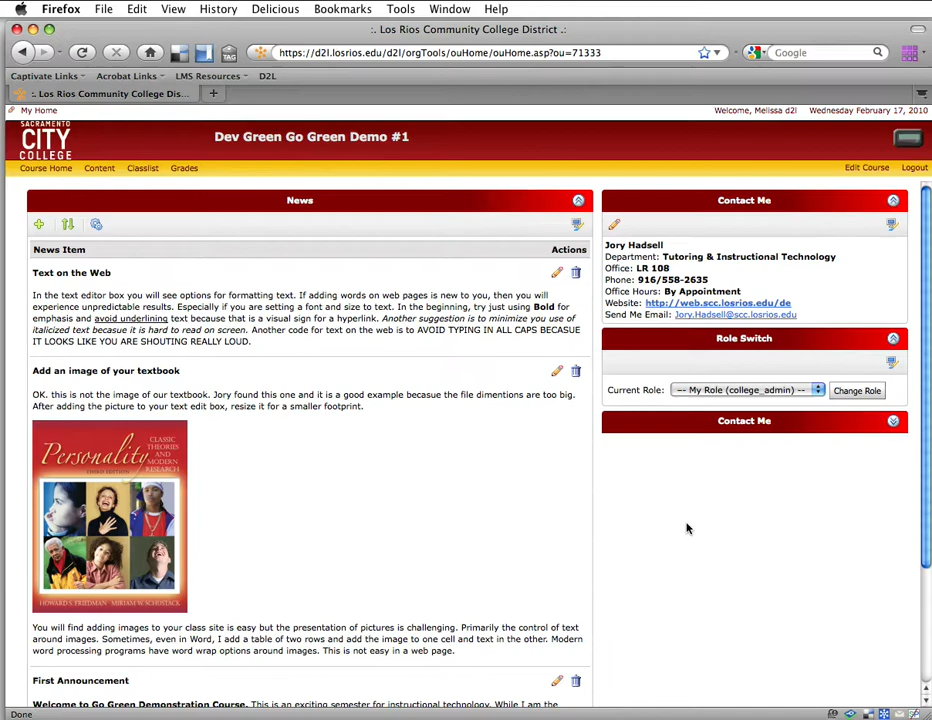 Firefox File Edit View History Delicious Bookmarks Tools Window Help
:. Los Rios Community College District .:
https://d2l.losrios.edu/d2l/orgTools/ouHome/ouHome.asp?ou=71333
Google
TAG
Captivate Links Acrobat Links LMS Resources D2L
:. Los Rios Community College Dis...
My Home
Welcome, Melissa d2l Wednesday February 17, 2010
SACRAMENTO
CITY
COLLEGE
Dev Green Go Green Demo #1
Course Home Content Classlist Grades Edit Course Logout
News
News Item Actions
Text on the Web
In the text editor box you will see options for formatting text. If adding words on web pages is new to you, then you will
experience unpredictable results. Especially if you are setting a font and size to text. In the beginning, try just using Bold for
emphasis and avoid underlining text because that is a visual sign for a hyperlink. Another suggestion is to minimize you use of
italicized text becasue it is hard to read on screen. Another code for text on the web is to AVOID TYPING IN ALL CAPS BECASUE
IT LOOKS LIKE YOU ARE SHOUTING REALLY LOUD.
Add an image of your textbook
OK. this is not the image of our textbook. Jory found this one and it is a good example becasue the file dimentions are too big.
After adding the picture to your text edit box, resize it for a smaller footprint.
Personality
CLASSIC
THEORIES
AND
MODERN
RESEARCH
THIRD EDITION
HOWARD S. FRIEDMAN • MIRIAM W. SCHUSTACK
You will find adding images to your class site is easy but the presentation of pictures is challenging. Primarily the control of text
around images. Sometimes, even in Word, I add a table of two rows and add the image to one cell and text in the other. Modern
word processing programs have word wrap options around images. This is not easy in a web page.
First Announcement
Welcome to Go Green Demonstration Course. This is an exciting semester for instructional technology. While I am the
Contact Me
Jory Hadsell
Department: Tutoring & Instructional Technology
Office: LR 108
Phone: 916/558-2635
Office Hours: By Appointment
Website: http://web.scc.losrios.edu/de
Send Me Email: Jory.Hadsell@scc.losrios.edu
Role Switch
Current Role: -- My Role (college_admin) -- Change Role
Contact Me
Done